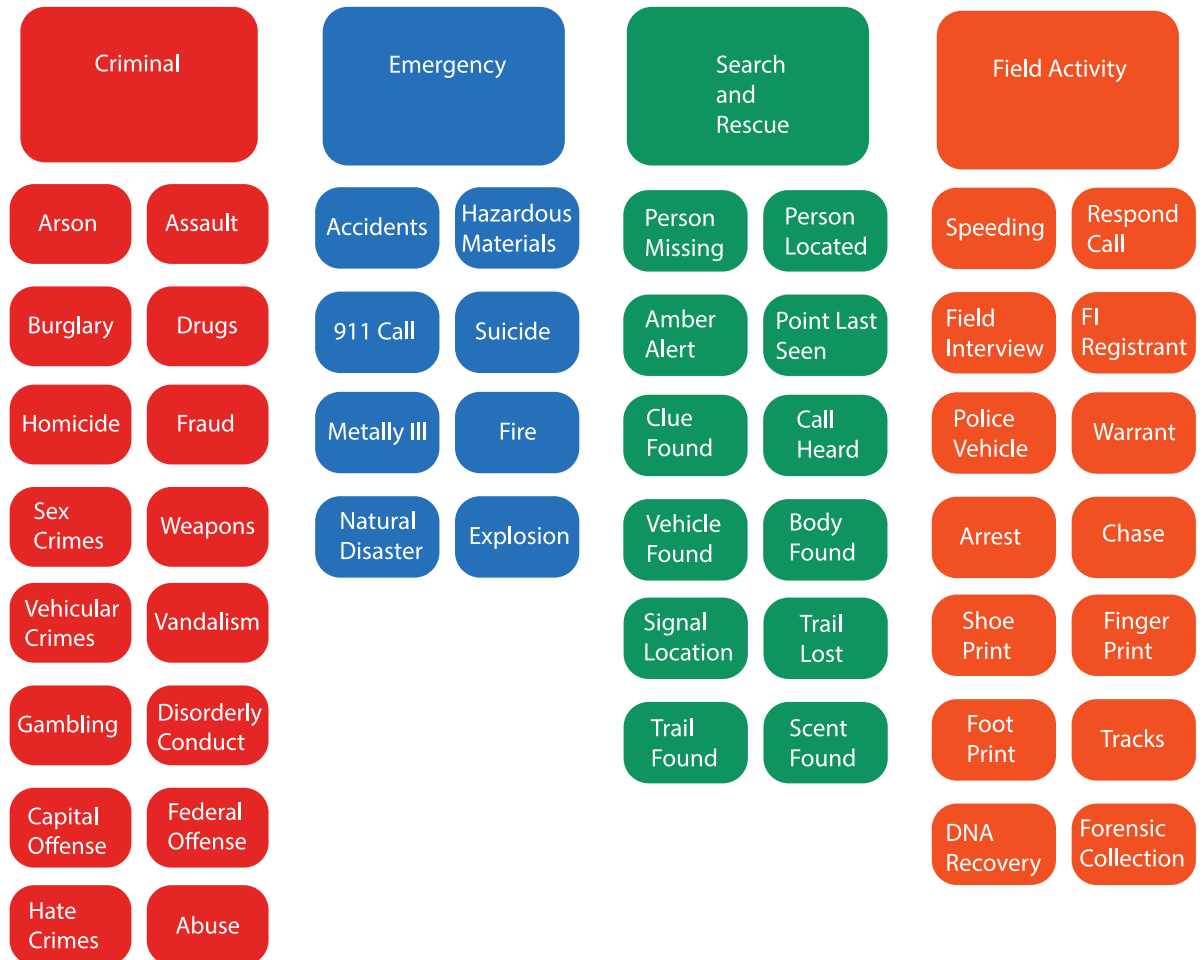 Criminal
Emergency
Search
and
Rescue
Field Activity
Arson
Assault
Burglary
Drugs
Homicide
Fraud
Sex
Crimes
Weapons
Vehicular
Crimes
Vandalism
Gambling
Disorderly
Conduct
Capital
Offense
Federal
Offense
Hate
Crimes
Abuse
Accidents
Hazardous
Materials
911 Call
Suicide
Metally Ill
Fire
Natural
Disaster
Explosion
Person
Missing
Person
Located
Amber
Alert
Point Last
Seen
Clue
Found
Call
Heard
Vehicle
Found
Body
Found
Signal
Location
Trail
Lost
Trail
Found
Scent
Found
Speeding
Respond
Call
Field
Interview
FI
Registrant
Police
Vehicle
Warrant
Arrest
Chase
Shoe
Print
Finger
Print
Foot
Print
Tracks
DNA
Recovery
Forensic
Collection